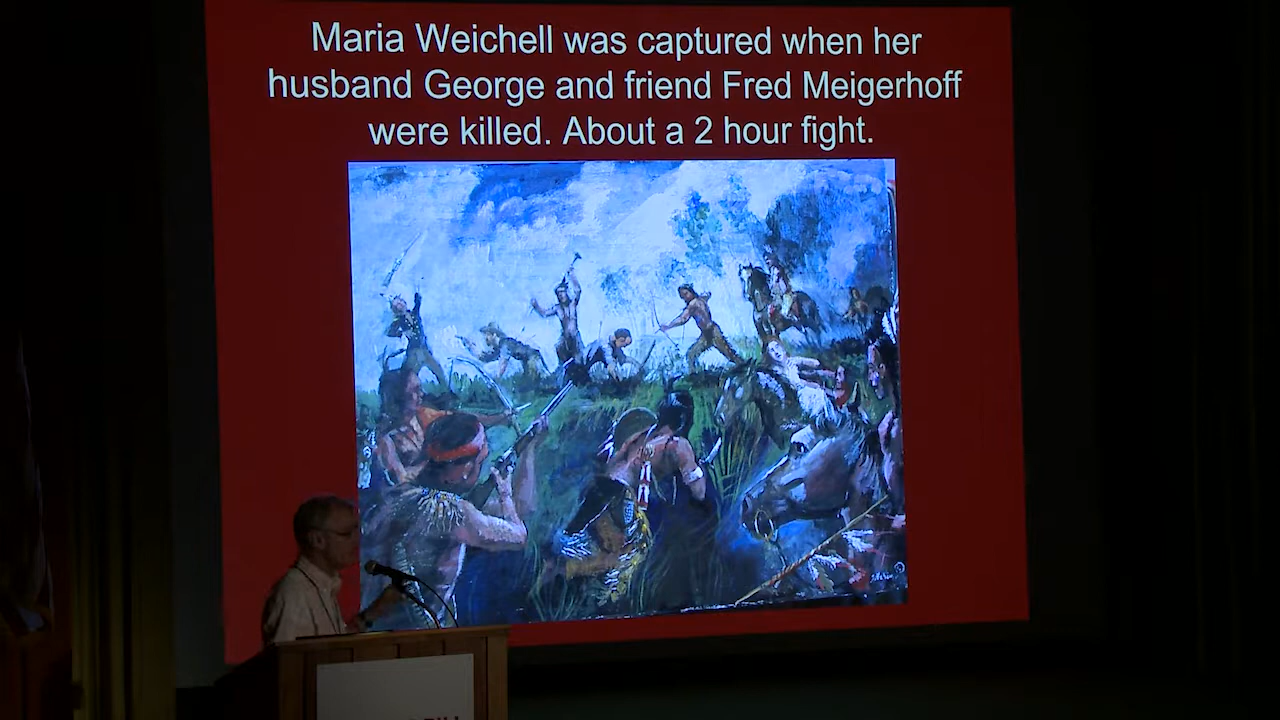 Maria Weichell was captured when her
husband George and friend Fred Meigerhoff
were killed. About a 2 hour fight.